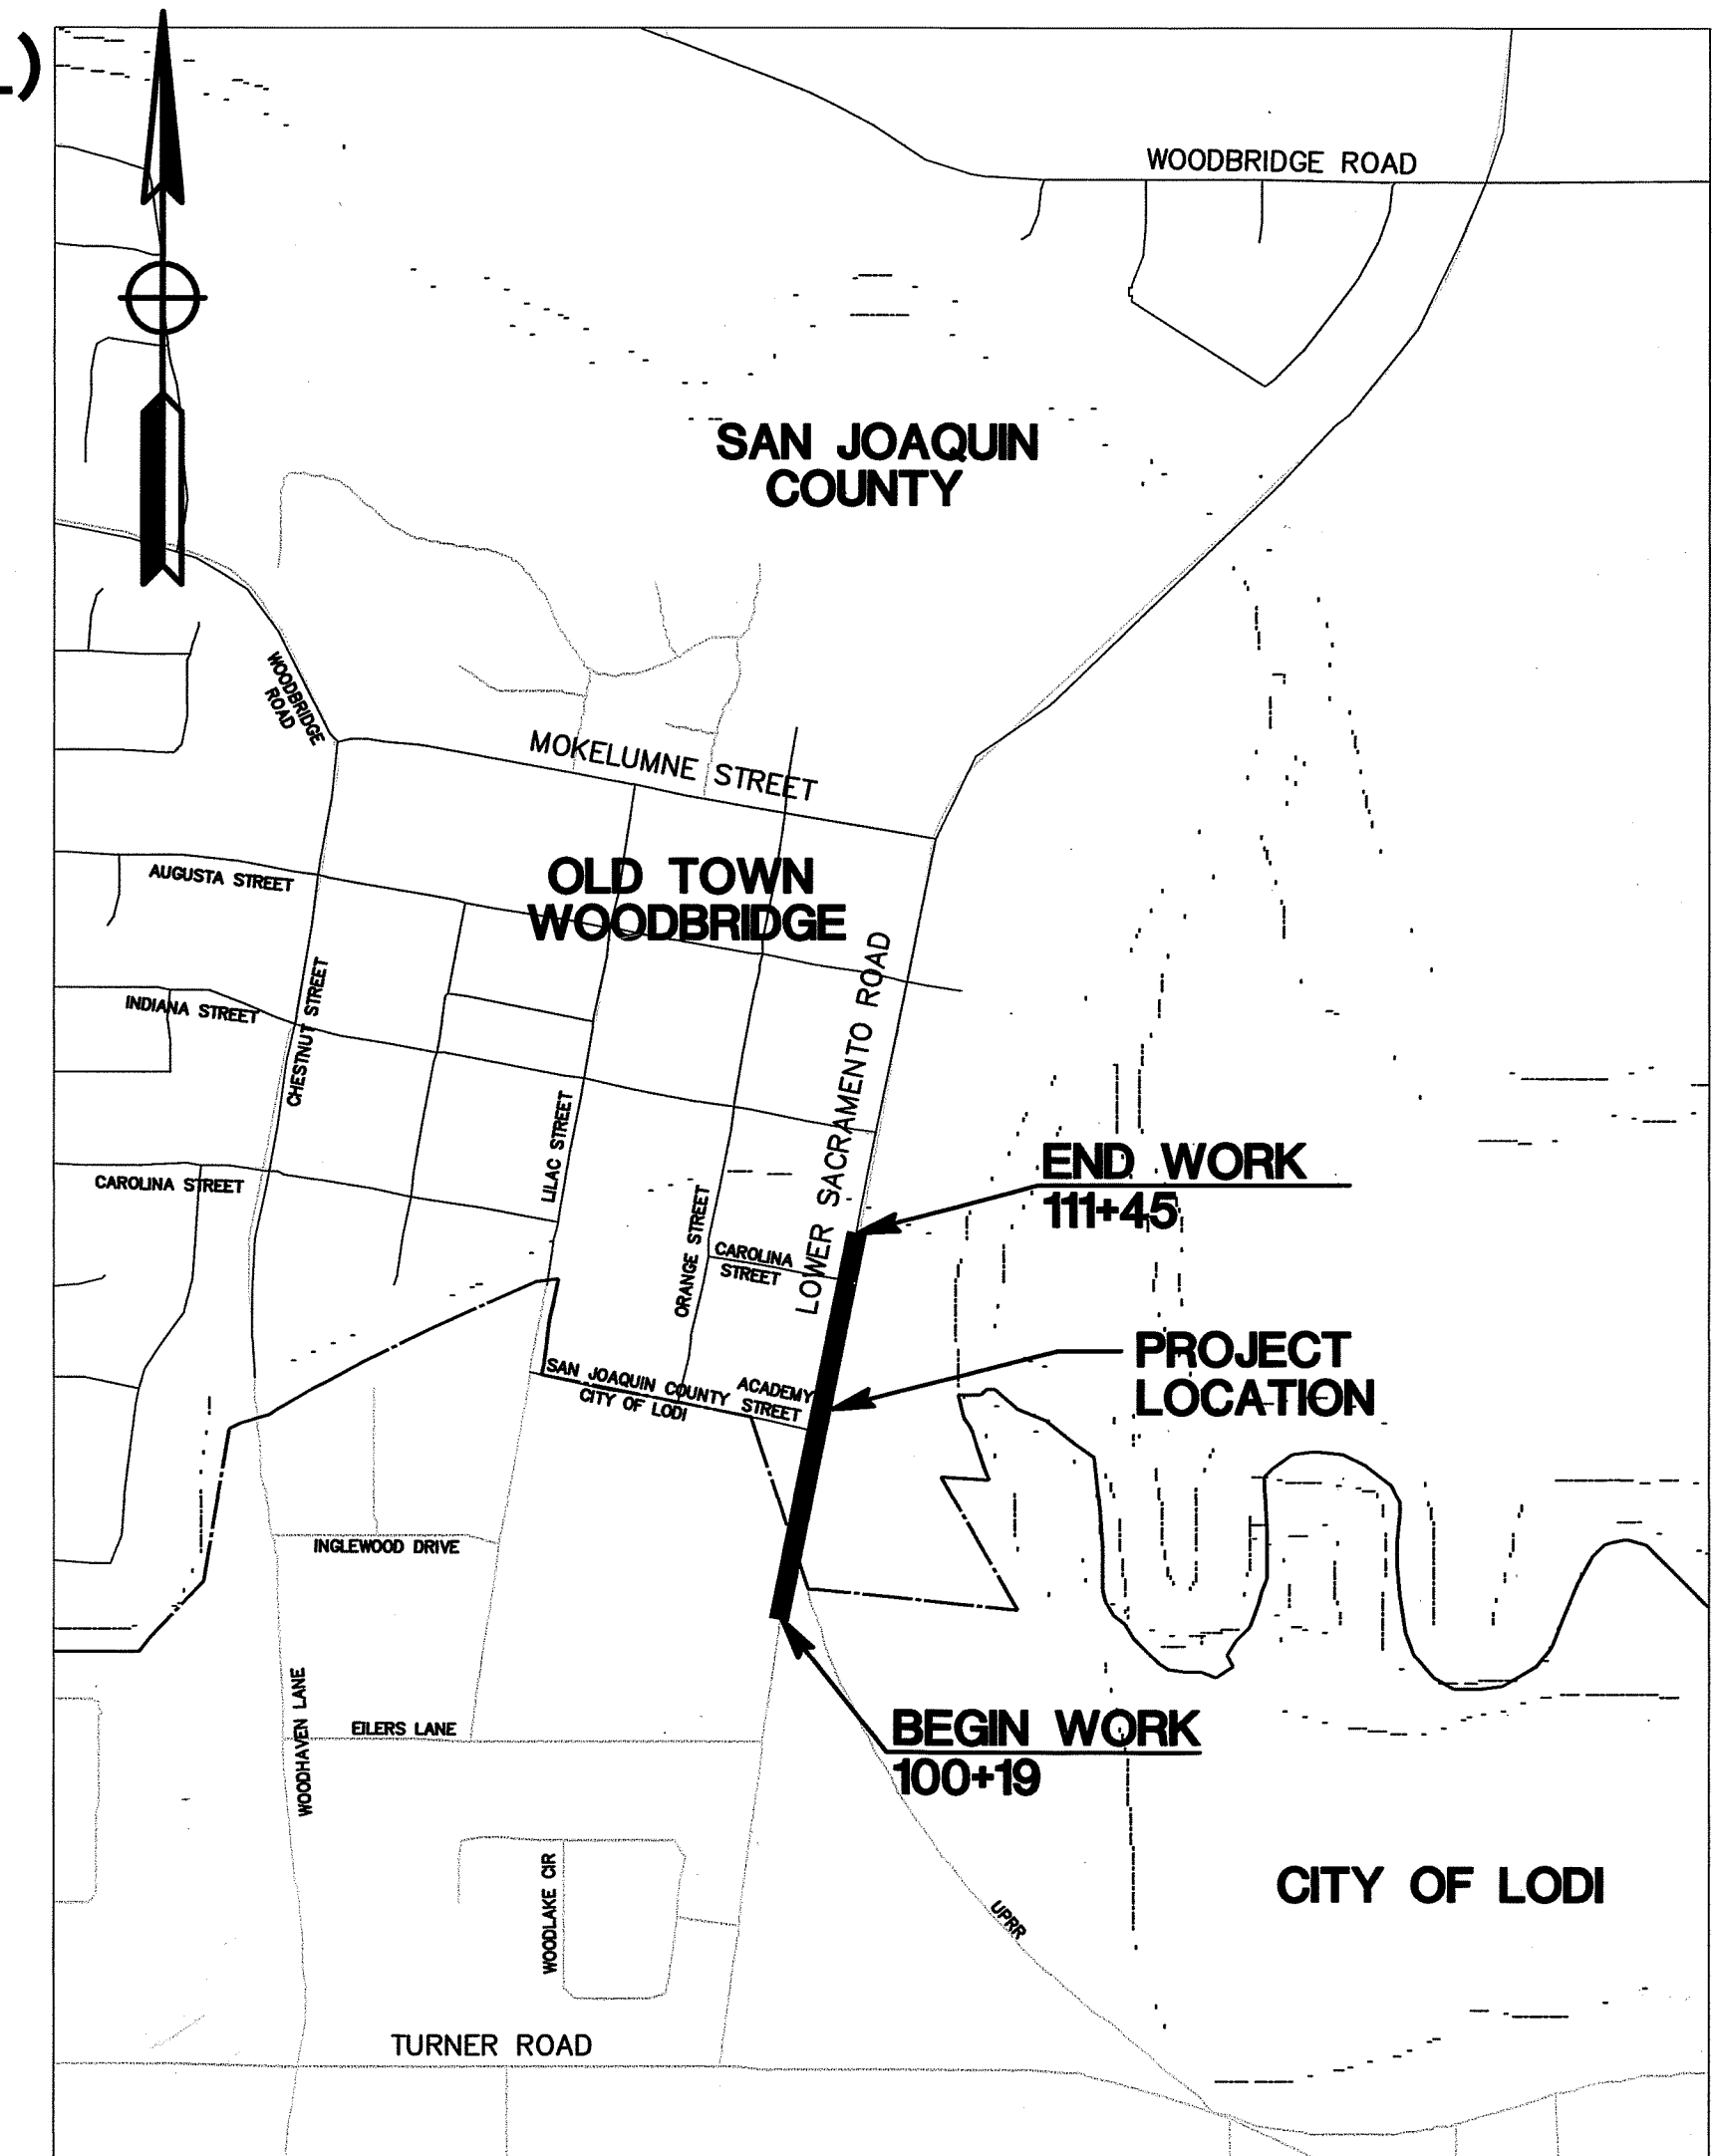 )
WOODBRIDGE ROAD
SAN JOAQUIN
COUNTY
WOODBRIDGE
ROAD
MOKELUMNE STREET
OLD TOWN
WOODBRIDGE
AUGUSTA STREET
INDIANA STREET
CHESTNUT STREET
LOWER SACRAMENTO ROAD
LILAC STREET
CAROLINA STREET
ORANGE STREET
CAROLINA
STREET
END WORK
111+45
PROJECT
LOCATION
SAN JOAQUIN COUNTY
CITY OF LODI
ACADEMY
STREET
INGLEWOOD DRIVE
WOODHAVEN LANE
EILERS LANE
BEGIN WORK
100+19
WOODLAKE CIR
CITY OF LODI
UPRR
TURNER ROAD